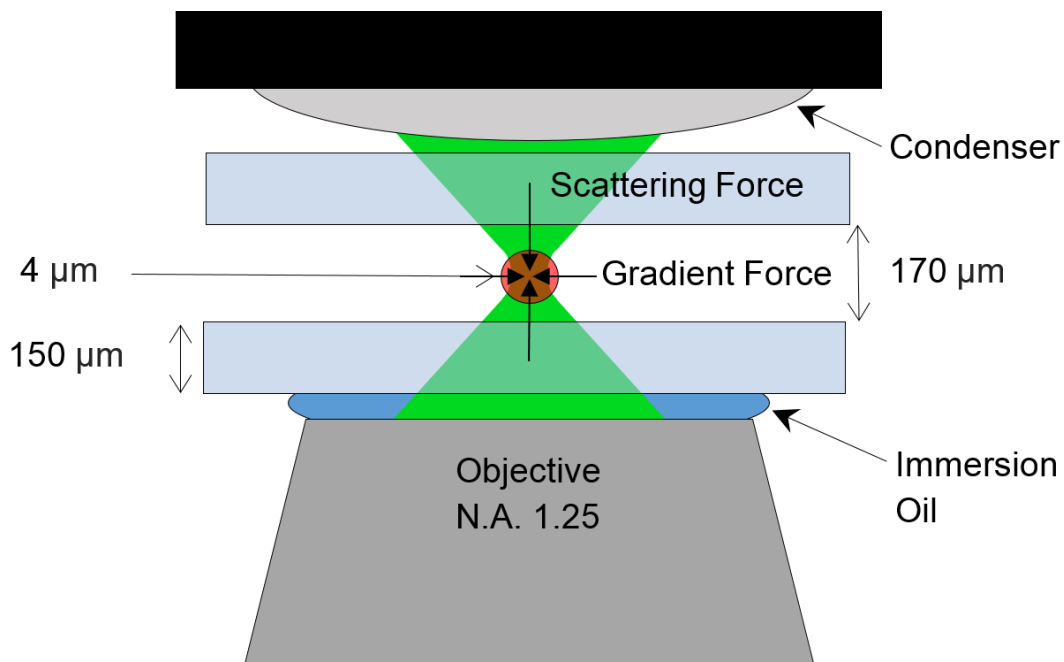 Condenser
Scattering Force
4 µm
Gradient Force
170 µm
150 µm
Objective
N.A. 1.25
Immersion
Oil